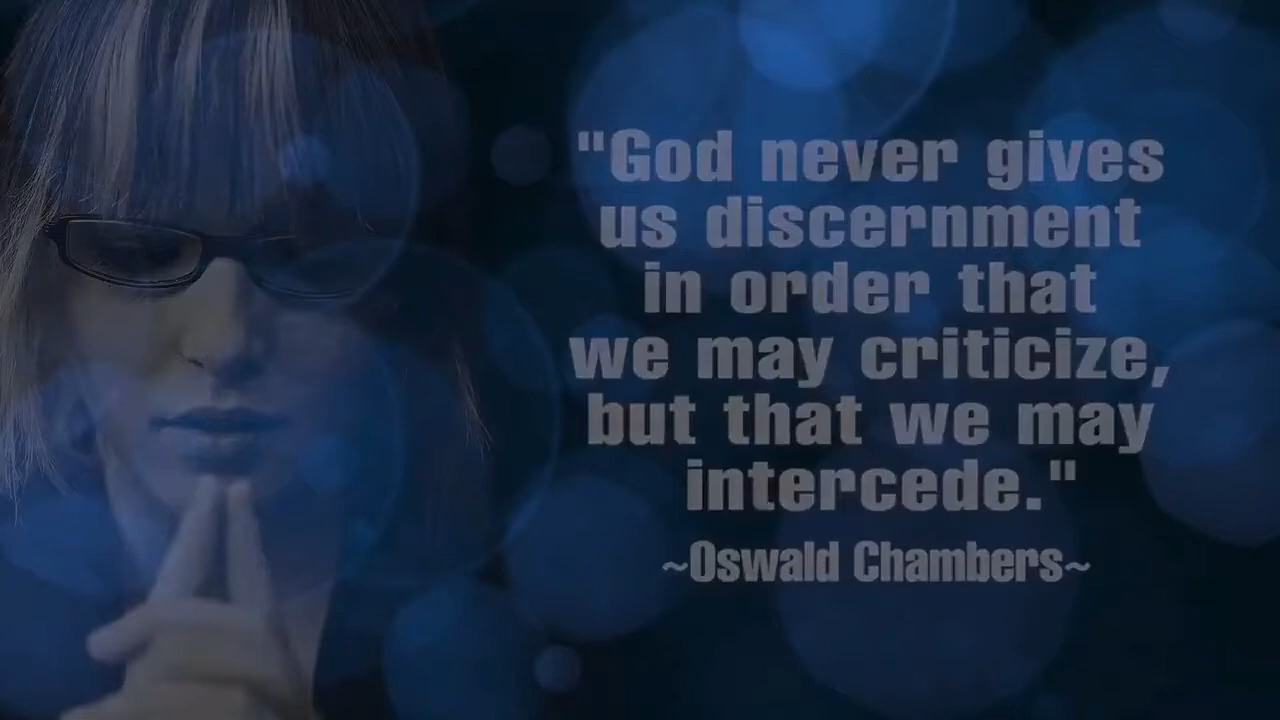 "God never gives
us discernment
in order that
we may criticize,
but that we may
intercede."
~Oswald Chambers~